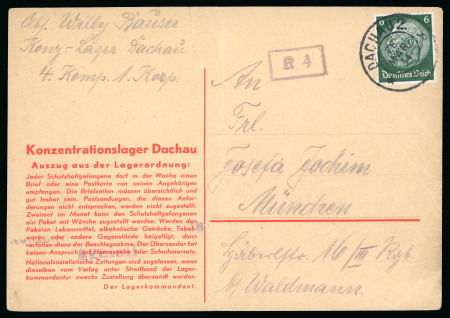 Abs. Willy Bauser
Konz-Lager Dachau
4. Komp. 1. Korp.
K 4
DACHAU
6
Deutsches Reich
An
Frl.
Josefa Jochim
München
16/III
b/ Waldmann.
Konzentrationslager Dachau
Auszug aus der Lagerordnung:
Jeder Schutzhaftgefangene darf in der Woche einen
Brief oder eine Postkarte von seinen Angehörigen
empfangen. Die Briefzeilen müssen übersichtlich und
gut lesbar sein. Postsendungen, die diesen Anfor-
derungen nicht entsprechen, werden nicht zugestellt.
Zweimal im Monat kann den Schutzhaftgefangenen
ein Paket mit Wäsche zugestellt werden. Werden den
Paketen Lebensmittel, alkoholische Getränke, Tabak-
waren oder andere Gegenstände beigefügt, dann
verfallen diese der Beschlagnahme. Der Übersender hat
keinen Anspruch auf Rückgabe oder Schadenersatz.
Nationalsozialistische Zeitungen sind zugelassen, wenn
dieselben vom Verlag unter Streifband der Lager-
kommandantur zwecks Zustellung übersandt werden.
Der Lagerkommandant.